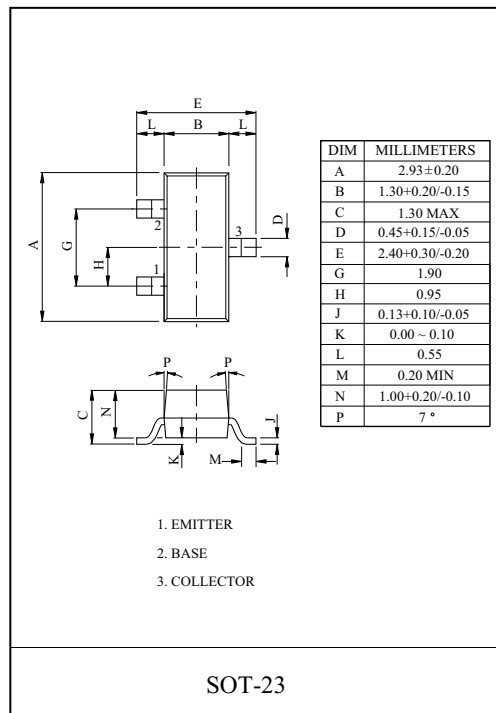 E
L B L
A
G
H
D
2
3
1
P P
C
N
J
K
M
DIM MILLIMETERS
A 2.93±0.20
B 1.30+0.20/-0.15
C 1.30 MAX
D 0.45+0.15/-0.05
E 2.40+0.30/-0.20
G 1.90
H 0.95
J 0.13+0.10/-0.05
K 0.00 ~ 0.10
L 0.55
M 0.20 MIN
N 1.00+0.20/-0.10
P 7 °
1. EMITTER
2. BASE
3. COLLECTOR
SOT-23